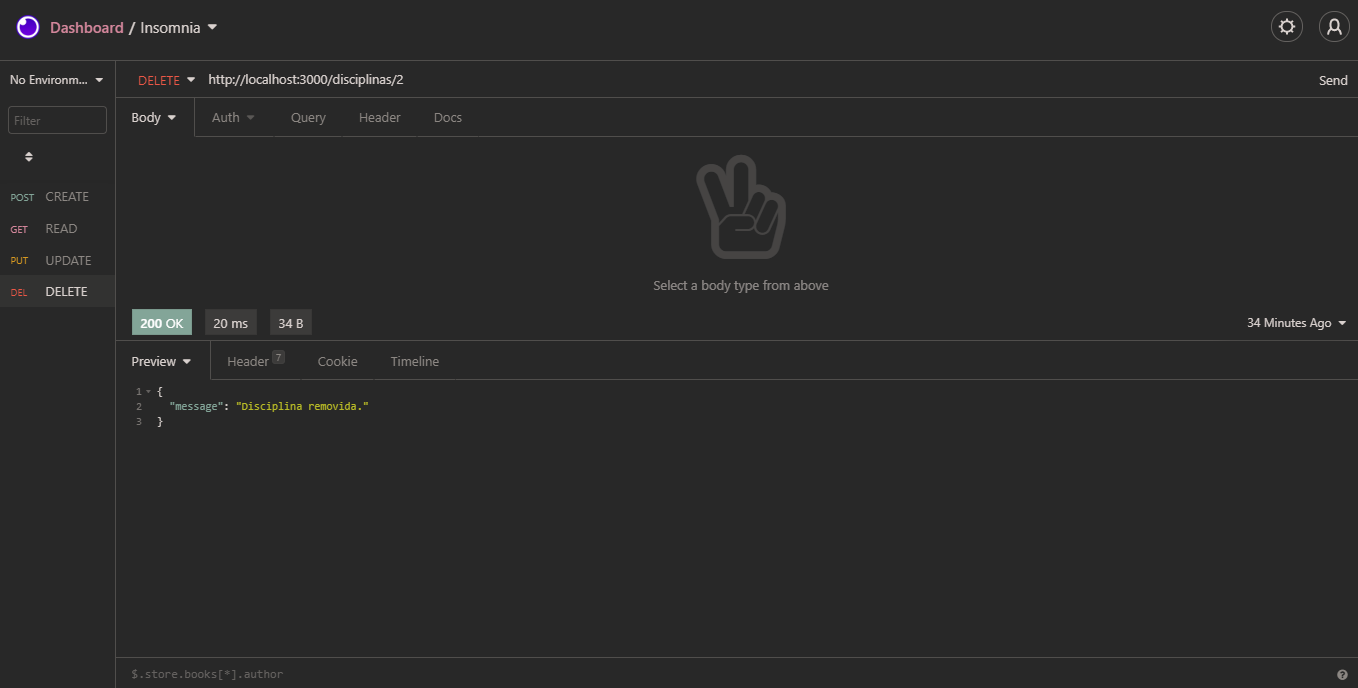 Dashboard / Insomnia
No Environm...
DELETE http://localhost:3000/disciplinas/2 Send
Filter
Body Auth Query Header Docs
POST CREATE
GET READ
PUT UPDATE
DEL DELETE
Select a body type from above
200 OK 20 ms 34 B 34 Minutes Ago
Preview Header 7 Cookie Timeline
1 {
2 "message": "Disciplina removida."
3 }
$.store.books[*].author ?